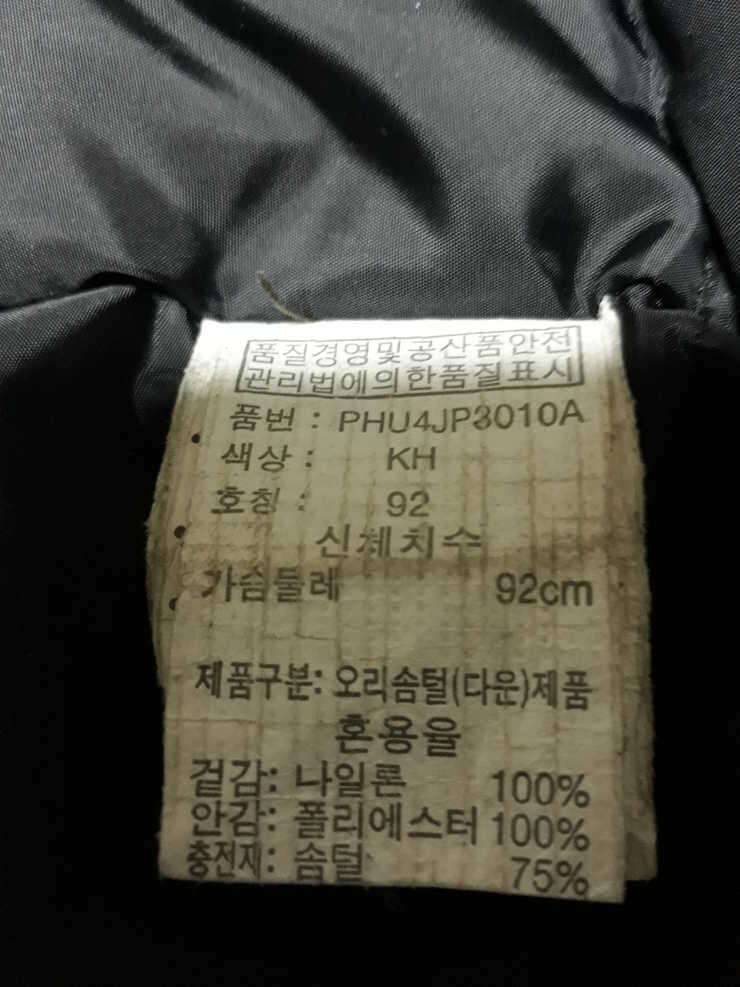 품질경영및공산품안전
관리법에의한품질표시
품번 : PHU4JP3010A
색상 : KH
호칭 : 92
신체치수
가슴둘레 92cm
제품구분: 오리솜털(다운)제품
혼용율
겉감: 나일론 100%
안감: 폴리에스터 100%
충전재: 솜털 75%